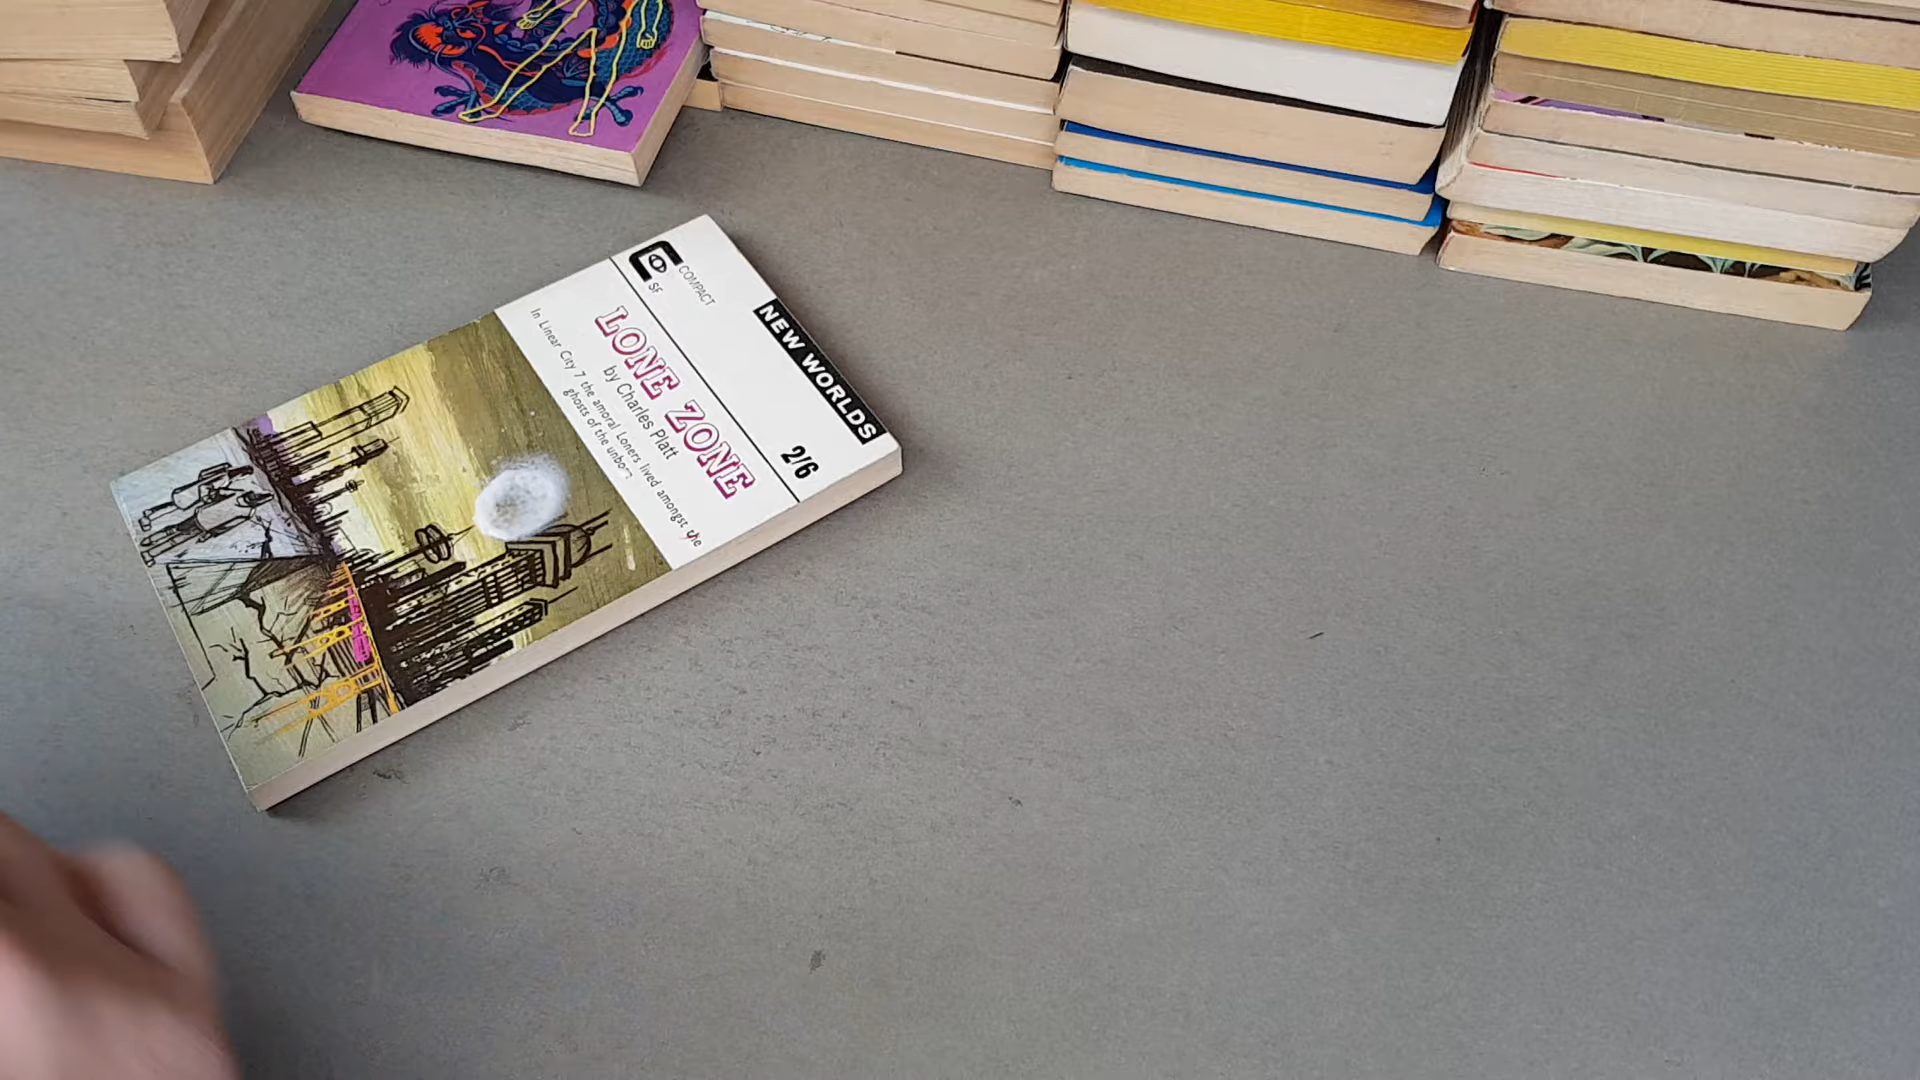 COMPACT
SF
NEW WORLDS
2/6
LONE ZONE
by Charles Platt
In Linear City 7 the amoral Loners lived amongst the
ghosts of the unborn